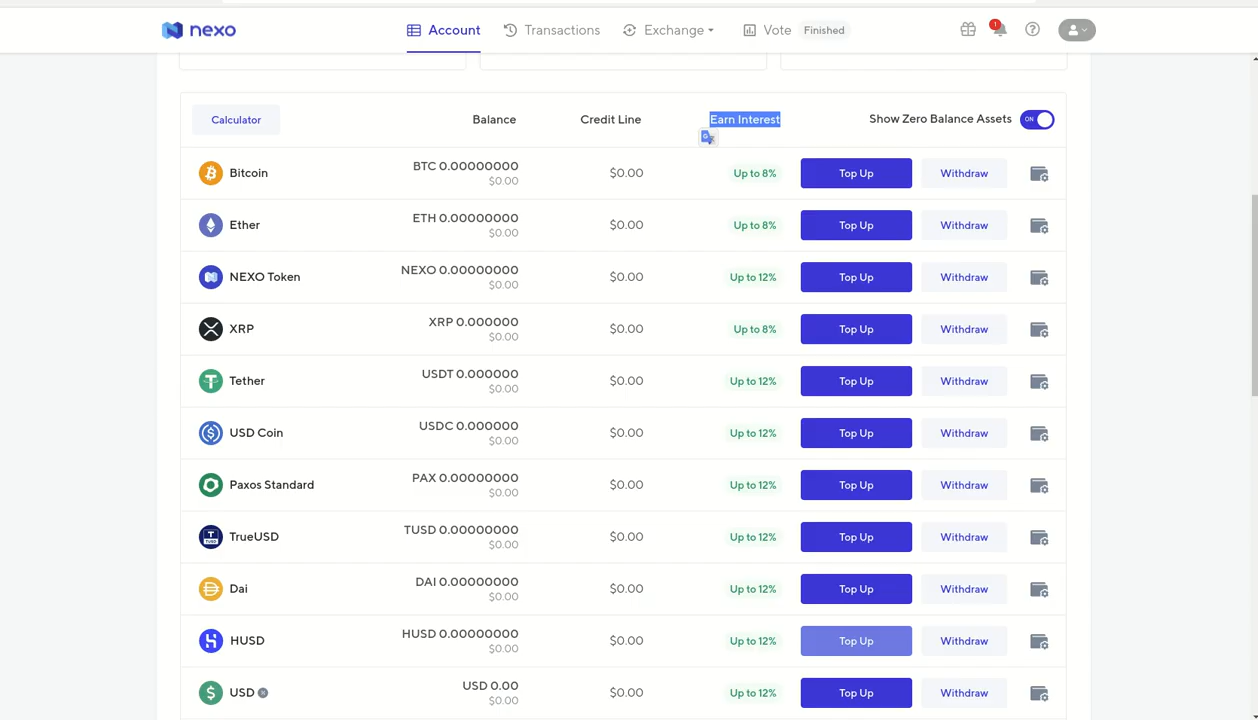 nexo Account Transactions Exchange Vote Finished 1
Calculator Balance Credit Line Earn Interest Show Zero Balance Assets ON
Bitcoin BTC 0.00000000 $0.00 Up to 8% Top Up Withdraw
$0.00
Ether ETH 0.00000000 $0.00 Up to 8% Top Up Withdraw
$0.00
NEXO Token NEXO 0.00000000 $0.00 Up to 12% Top Up Withdraw
$0.00
XRP XRP 0.000000 $0.00 Up to 8% Top Up Withdraw
$0.00
Tether USDT 0.000000 $0.00 Up to 12% Top Up Withdraw
$0.00
USD Coin USDC 0.000000 $0.00 Up to 12% Top Up Withdraw
$0.00
Paxos Standard PAX 0.00000000 $0.00 Up to 12% Top Up Withdraw
$0.00
TrueUSD TUSD 0.00000000 $0.00 Up to 12% Top Up Withdraw
$0.00
Dai DAI 0.00000000 $0.00 Up to 12% Top Up Withdraw
$0.00
HUSD HUSD 0.00000000 $0.00 Up to 12% Top Up Withdraw
$0.00
USD USD 0.00 $0.00 Up to 12% Top Up Withdraw
$0.00